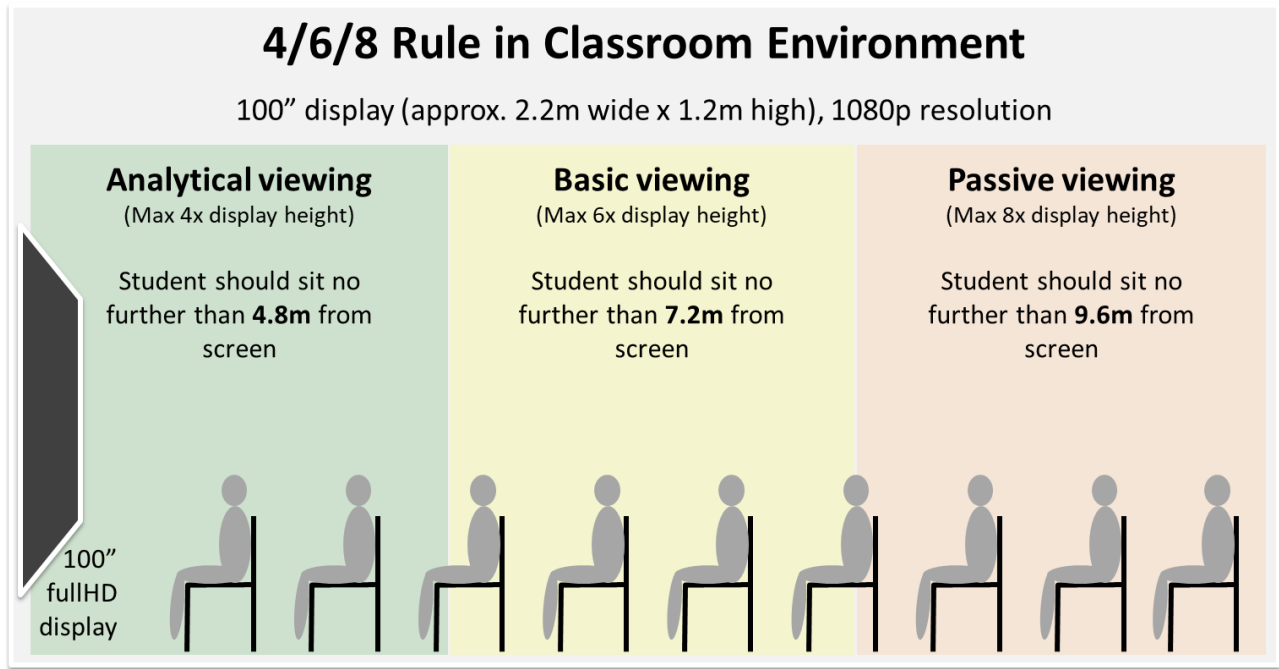 4/6/8 Rule in Classroom Environment
100” display (approx. 2.2m wide x 1.2m high), 1080p resolution
Analytical viewing
(Max 4x display height)
Student should sit no
further than 4.8m from
screen
Basic viewing
(Max 6x display height)
Student should sit no
further than 7.2m from
screen
Passive viewing
(Max 8x display height)
Student should sit no
further than 9.6m from
screen
100”
fullHD
display